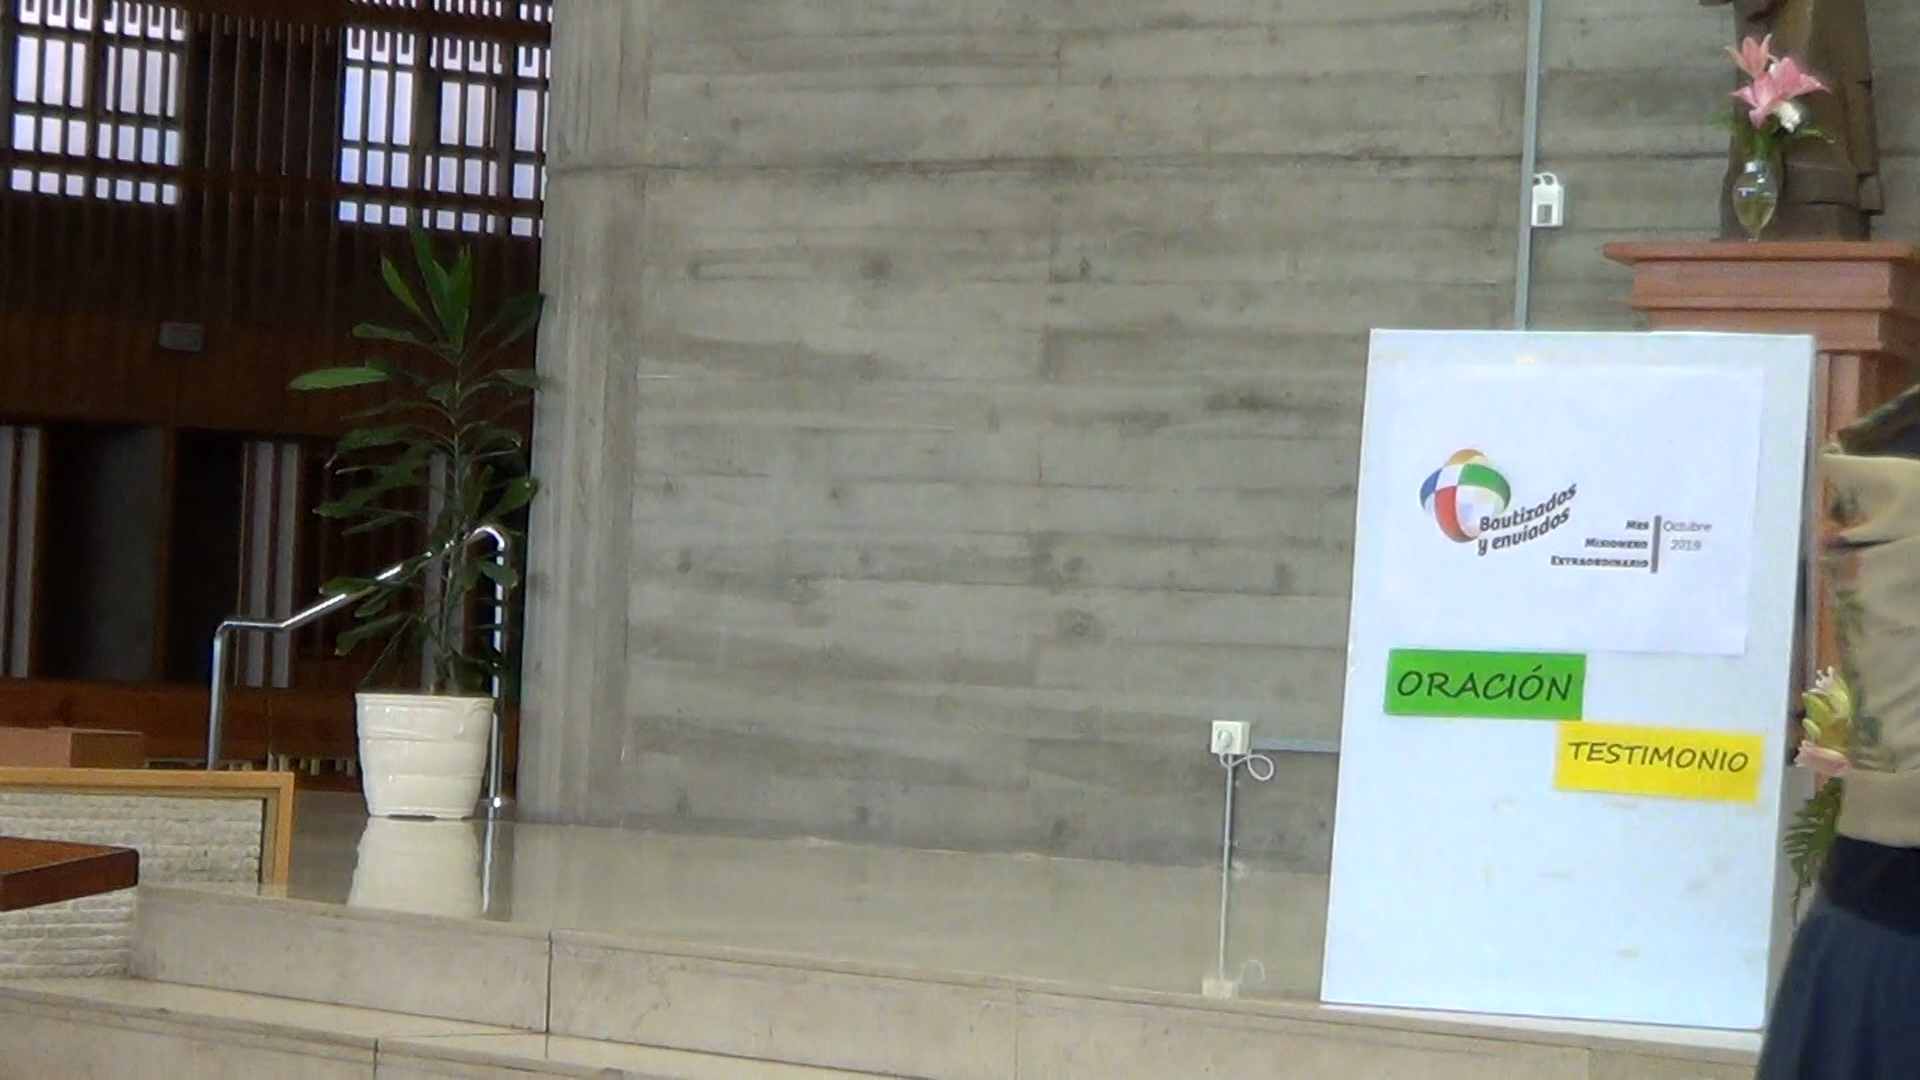 Bautizados
y enviados
MES
MISIONERO
EXTRAORDINARIO
Octubre
2019
ORACIÓN
TESTIMONIO